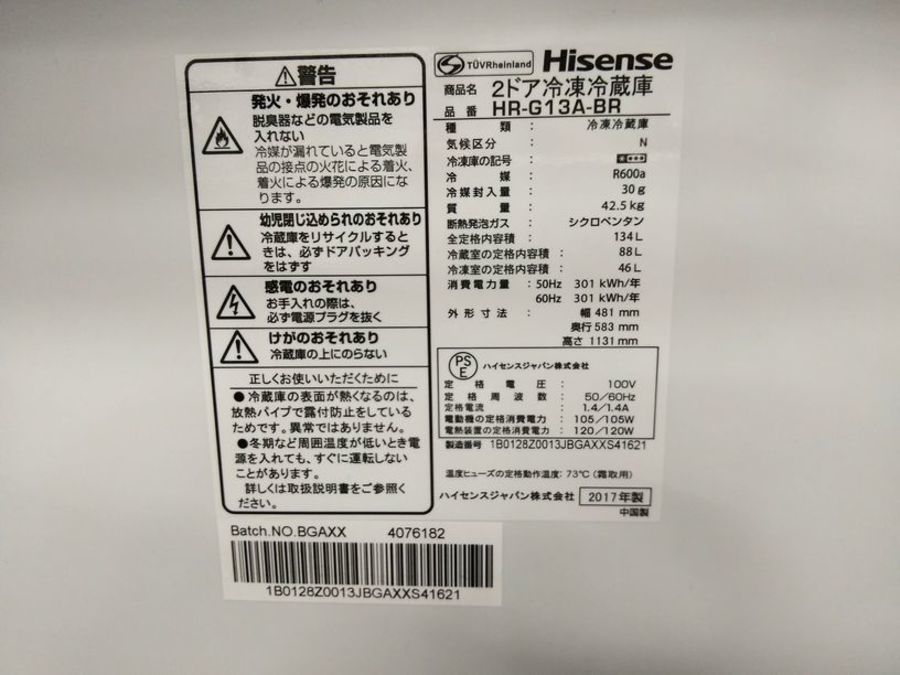 ⚠警告
発火・爆発のおそれあり
脱臭器などの電気製品を
入れない
冷媒が漏れていると電気製
品の接点の火花による着火、
着火による爆発の原因にな
ります。
幼児閉じ込められのおそれあり
冷蔵庫をリサイクルすると
きは、必ずドアパッキング
をはずす
感電のおそれあり
お手入れの際は、
必ず電源プラグを抜く
けがのおそれあり
冷蔵庫の上にのらない
正しくお使いいただくために
●冷蔵庫の表面が熱くなるのは、
放熱パイプで露付防止をしている
ためです。異常ではありません。
●冬期など周囲温度が低いとき電
源を入れても、すぐに運転しない
ことがあります。
詳しくは取扱説明書をご参照く
ださい。
TÜVRheinland Hisense
商品名 2ドア冷凍冷蔵庫
品番 HR-G13A-BR
種類: 冷凍冷蔵庫
気候区分: N
冷凍庫の記号:
冷媒: R600a
冷媒封入量: 30g
質量: 42.5kg
断熱発泡ガス: シクロペンタン
全定格内容積: 134L
冷蔵室の定格内容積: 88L
冷凍室の定格内容積: 46L
消費電力量: 50Hz 301 kWh/年
60Hz 301 kWh/年
外形寸法: 幅 481 mm
奥行 583 mm
高さ 1131 mm
PSE ハイセンスジャパン株式会社
定格電圧: 100V
定格周波数: 50/60Hz
定格電流: 1.4/1.4A
電動機の定格消費電力: 105/105W
電熱装置の定格消費電力: 120/120W
製造番号 1B0128Z0013JBGAXXS41621
温度ヒューズの定格動作温度: 73℃(霜取用)
ハイセンスジャパン株式会社 2017年製
中国製
Batch.NO.BGAXX 4076182
1B0128Z0013JBGAXXS41621